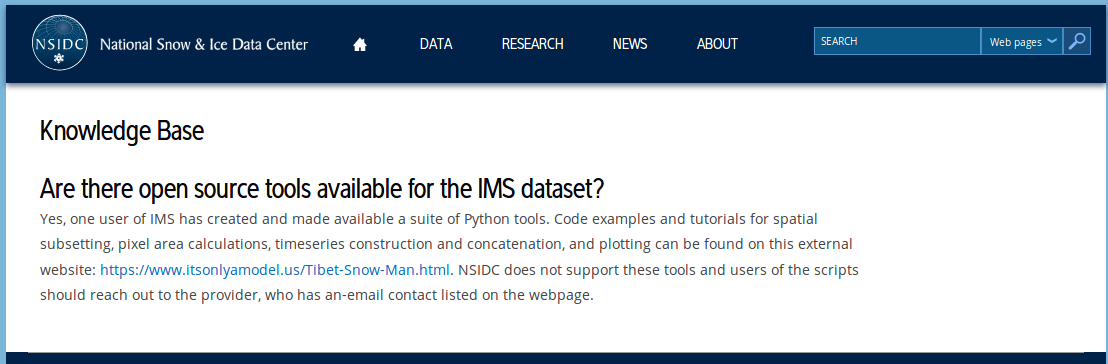 NSIDC National Snow & Ice Data Center DATA RESEARCH NEWS ABOUT SEARCH Web pages
Knowledge Base
Are there open source tools available for the IMS dataset?
Yes, one user of IMS has created and made available a suite of Python tools. Code examples and tutorials for spatial
subsetting, pixel area calculations, timeseries construction and concatenation, and plotting can be found on this external
website: https://www.itsonlyamodel.us/Tibet-Snow-Man.html. NSIDC does not support these tools and users of the scripts
should reach out to the provider, who has an-email contact listed on the webpage.